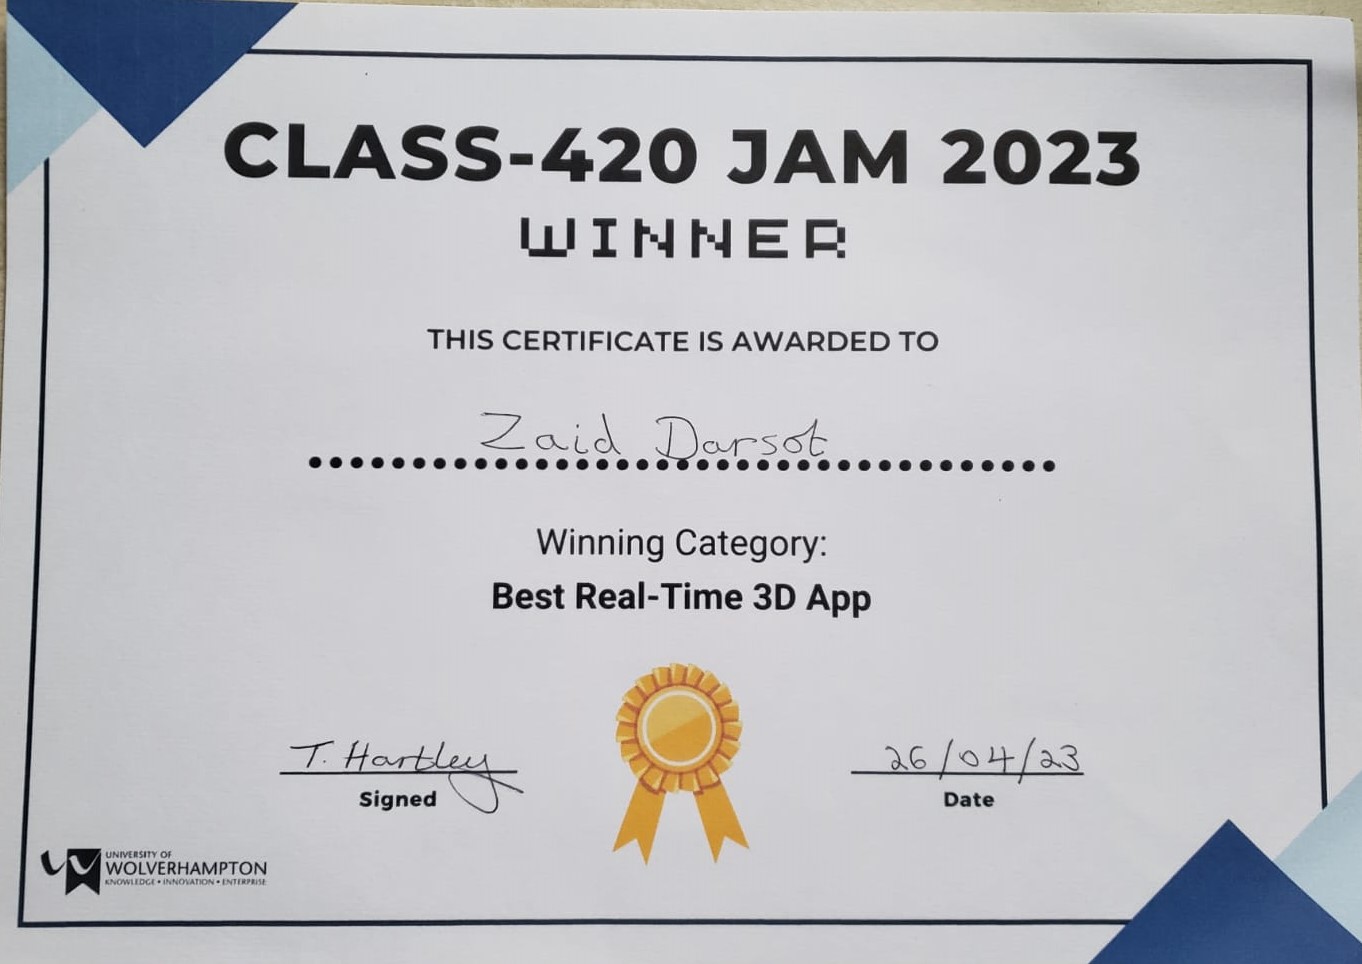 CLASS-420 JAM 2023
WINNER
THIS CERTIFICATE IS AWARDED TO
Zaid Darsot
Winning Category:
Best Real-Time 3D App
T. Hartley
Signed
26/04/23
Date
UNIVERSITY OF
WOLVERHAMPTON
KNOWLEDGE • INNOVATION • ENTERPRISE